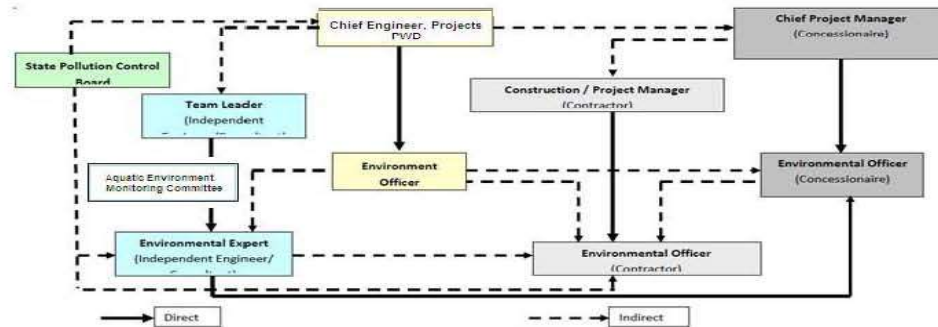 Chief Engineer, Projects
PWD
Chief Project Manager
(Concessionaire)
State Pollution Control
Board
Team Leader
(Independent
Construction / Project Manager
(Contractor)
Aquatic Environment
Monitoring Committee
Environment
Officer
Environmental Officer
(Concessionaire)
Environmental Expert
(Independent Engineer/
Environmental Officer
(Contractor)
Direct
Indirect